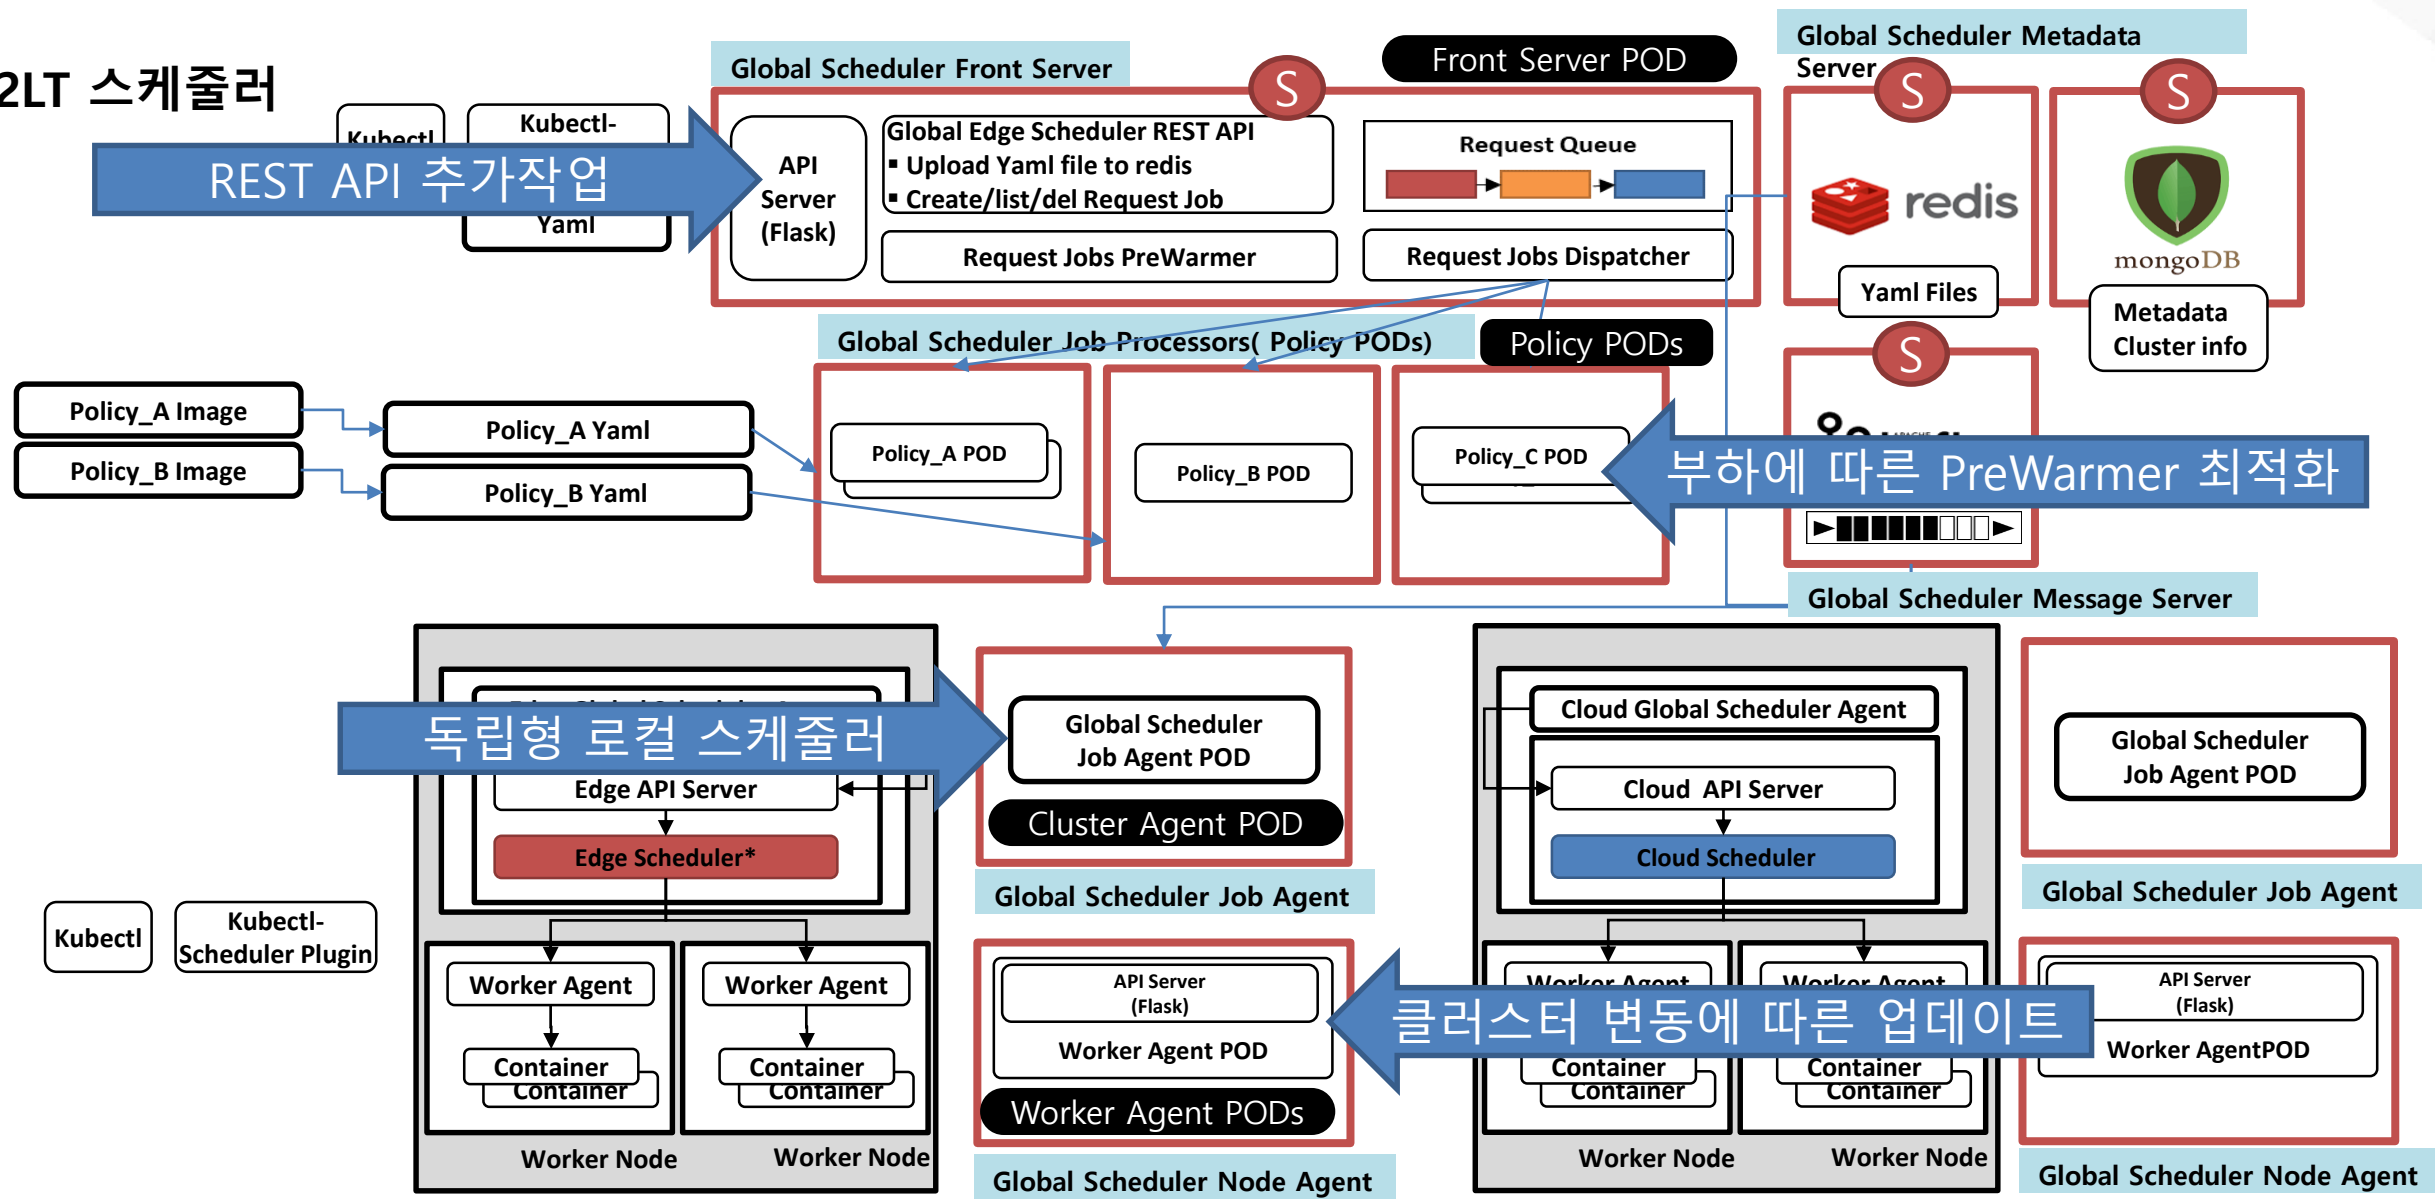 2LT 스케줄러
Global Scheduler Front Server
Front Server POD
Global Scheduler Metadata
Server
S
S
S
Kubectl
Kubectl-
Yaml
REST API 추가작업
API
Server
(Flask)
Global Edge Scheduler REST API
▪ Upload Yaml file to redis
▪ Create/list/del Request Job
Request Queue
Request Jobs PreWarmer
Request Jobs Dispatcher
redis
mongoDB
Yaml Files
Metadata
Cluster info
Global Scheduler Job Processors( Policy PODs)
Policy PODs
S
Policy_A Image
Policy_B Image
Policy_A Yaml
Policy_B Yaml
Policy_A POD
Policy_B POD
Policy_C POD
APACHE
부하에 따른 PreWarmer 최적화
Global Scheduler Message Server
독립형 로컬 스케줄러
Edge API Server
Edge Scheduler*
Global Scheduler
Job Agent POD
Cluster Agent POD
Global Scheduler Job Agent
Cloud Global Scheduler Agent
Cloud API Server
Cloud Scheduler
Global Scheduler
Job Agent POD
Global Scheduler Job Agent
Kubectl
Kubectl-
Scheduler Plugin
Worker Agent
Worker Agent
Container
Container
Container
Container
Worker Node
Worker Node
API Server
(Flask)
Worker Agent POD
Worker Agent PODs
Global Scheduler Node Agent
클러스터 변동에 따른 업데이트
Worker Agent
Worker Agent
Container
Container
Container
Container
Worker Node
Worker Node
API Server
(Flask)
Worker AgentPOD
Global Scheduler Node Agent